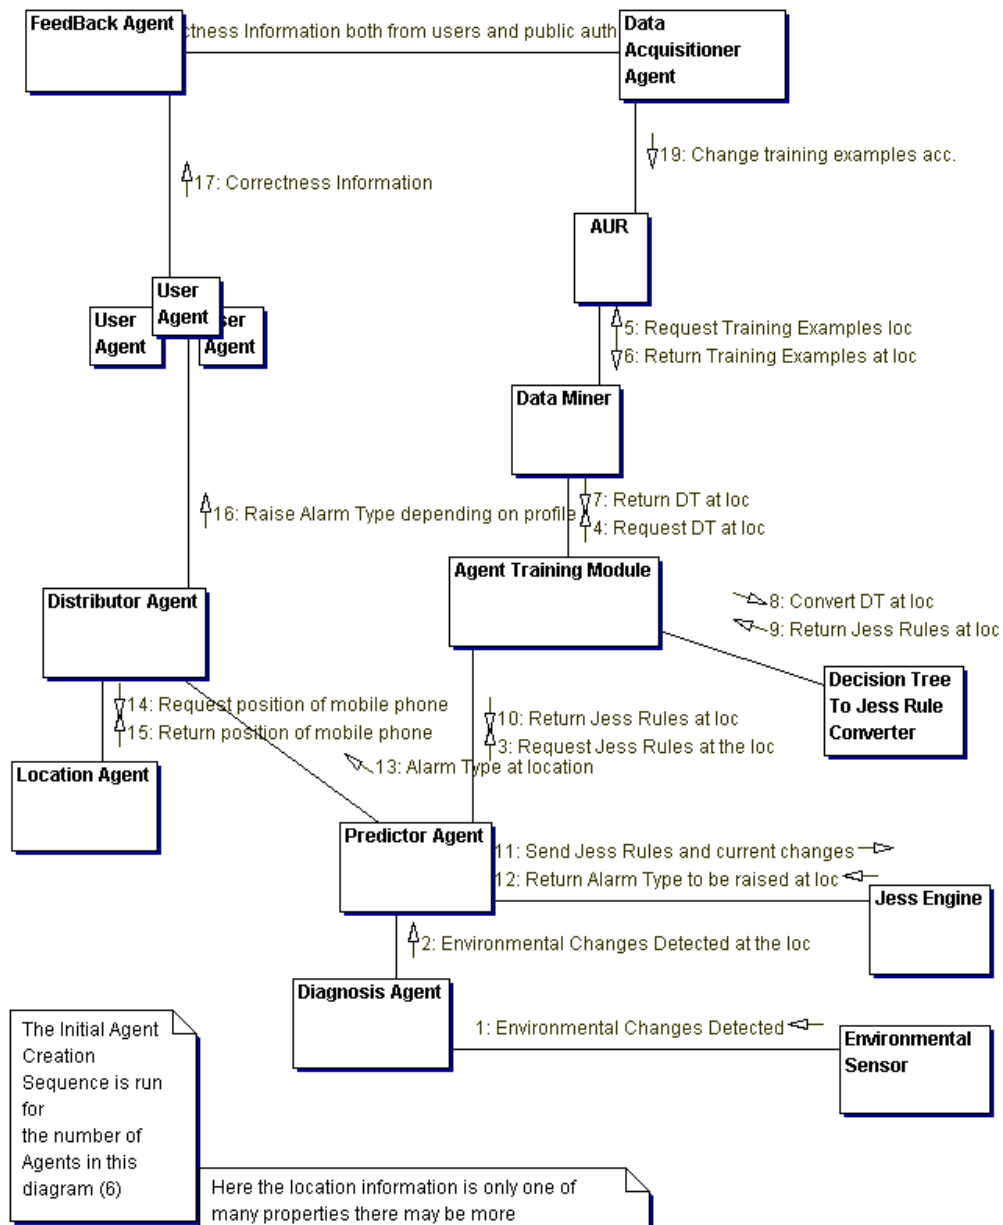 FeedBack Agent
Information both from users and public
Data
Acquisitioner
Agent
19: Change training examples acc.
17: Correctness Information
AUR
User
Agent
User
Agent
Agent
5: Request Training Examples loc
6: Return Training Examples at loc
Data Miner
7: Return DT at loc
4: Request DT at loc
16: Raise Alarm Type depending on profile
Agent Training Module
Distributor Agent
8: Convert DT at loc
9: Return Jess Rules at loc
Decision Tree
To Jess Rule
Converter
14: Request position of mobile phone
15: Return position of mobile phone
10: Return Jess Rules at loc
3: Request Jess Rules at the loc
13: Alarm Type at location
Location Agent
Predictor Agent
11: Send Jess Rules and current changes
12: Return Alarm Type to be raised at loc
Jess Engine
2: Environmental Changes Detected at the loc
Diagnosis Agent
1: Environmental Changes Detected
Environmental
Sensor
The Initial Agent
Creation
Sequence is run
for
the number of
Agents in this
diagram (6)
Here the location information is only one of
many properties there may be more